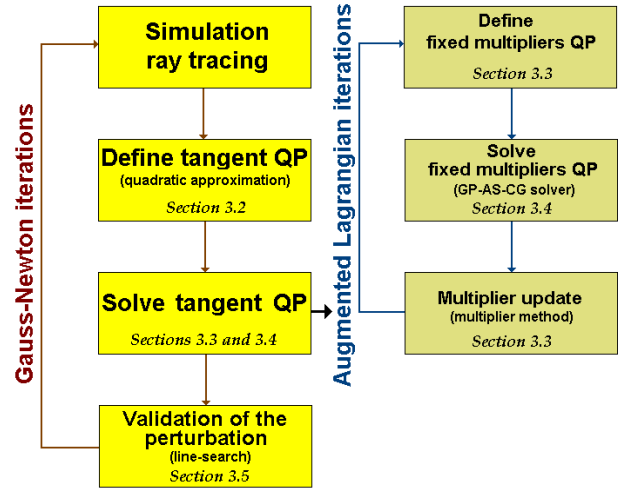 Gauss-Newton iterations
Simulation
ray tracing
Define tangent QP
(quadratic approximation)
Section 3.2
Solve tangent QP
Sections 3.3 and 3.4
Validation of the
perturbation
(line-search)
Section 3.5
Augmented Lagrangian iterations
Define
fixed multipliers QP
Section 3.3
Solve
fixed multipliers QP
(GP-AS-CG solver)
Section 3.4
Multiplier update
(multiplier method)
Section 3.3